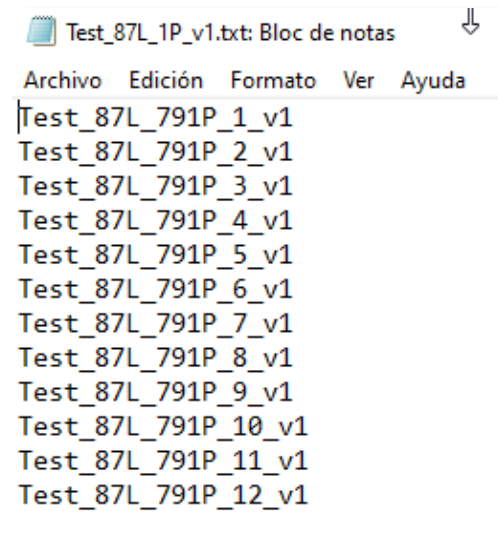 Test_87L_1P_v1.txt: Bloc de notas
Archivo Edición Formato Ver Ayuda
Test_87L_791P_1_v1
Test_87L_791P_2_v1
Test_87L_791P_3_v1
Test_87L_791P_4_v1
Test_87L_791P_5_v1
Test_87L_791P_6_v1
Test_87L_791P_7_v1
Test_87L_791P_8_v1
Test_87L_791P_9_v1
Test_87L_791P_10_v1
Test_87L_791P_11_v1
Test_87L_791P_12_v1